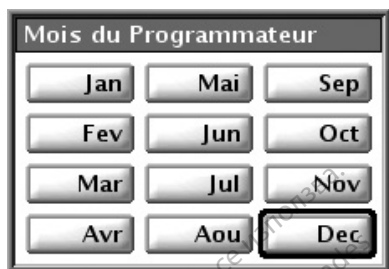 Mois du Programmateur
Jan Mai Sep
Fev Jun Oct
Mar Jul Nov
Avr Aou Dec